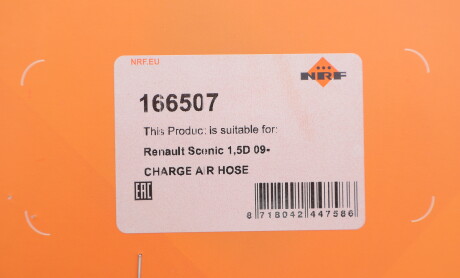 NRF.EU
NRF
166507
This Product is suitable for:
Renault Scenic 1,5D 09-
CHARGE AIR HOSE
EAC
8 718042 447586